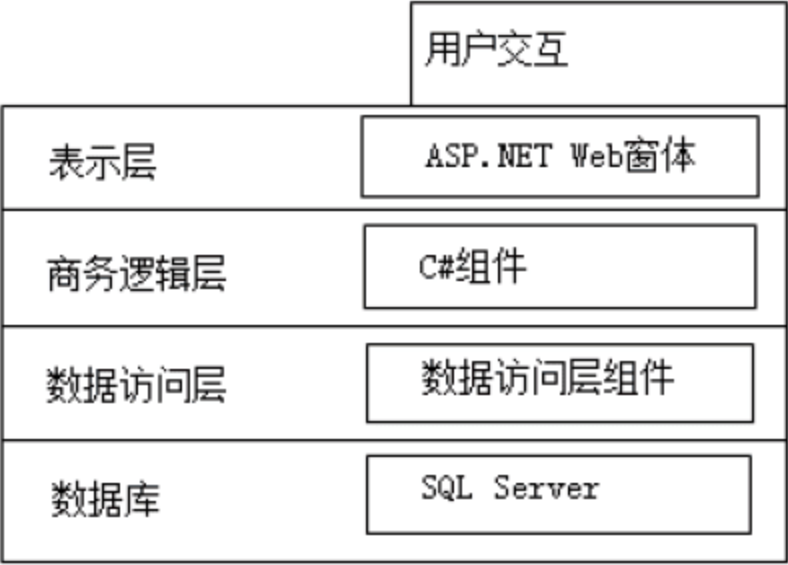 用户交互
表示层
ASP.NET Web窗体
商务逻辑层
C#组件
数据访问层
数据访问层组件
数据库
SQL Server